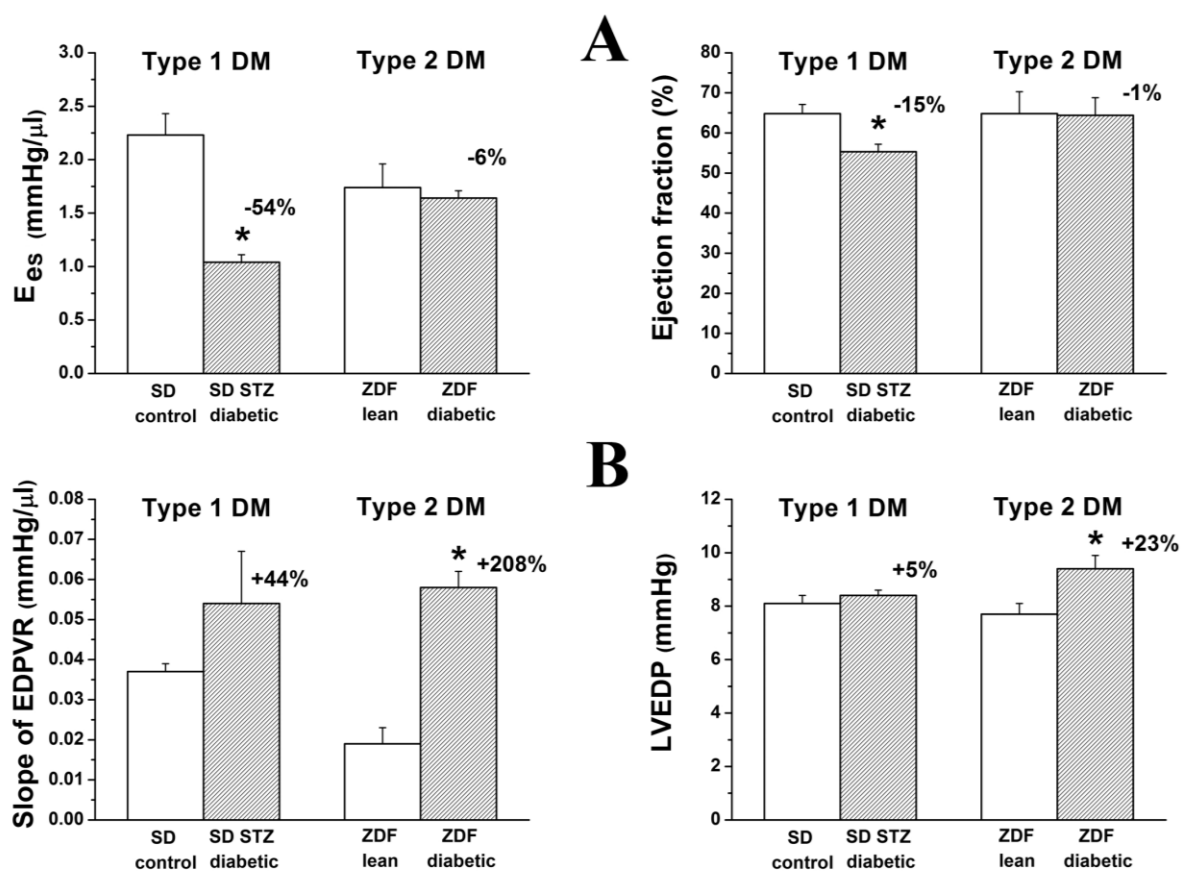 A
Type 1 DM
Type 2 DM
E es (mmHg/μl)
3.0
2.5
2.0
1.5
1.0
0.5
0.0
-54%
*
-6%
SD
control
SD STZ
diabetic
ZDF
lean
ZDF
diabetic
Type 1 DM
Type 2 DM
Ejection fraction (%)
80
70
60
50
40
30
20
10
0
-15%
*
-1%
SD
control
SD STZ
diabetic
ZDF
lean
ZDF
diabetic
B
Type 1 DM
Type 2 DM
Slope of EDPVR (mmHg/μl)
0.08
0.07
0.06
0.05
0.04
0.03
0.02
0.01
0.00
+44%
*
+208%
SD
control
SD STZ
diabetic
ZDF
lean
ZDF
diabetic
Type 1 DM
Type 2 DM
LVEDP (mmHg)
12
10
8
6
4
2
0
+5%
*
+23%
SD
control
SD STZ
diabetic
ZDF
lean
ZDF
diabetic